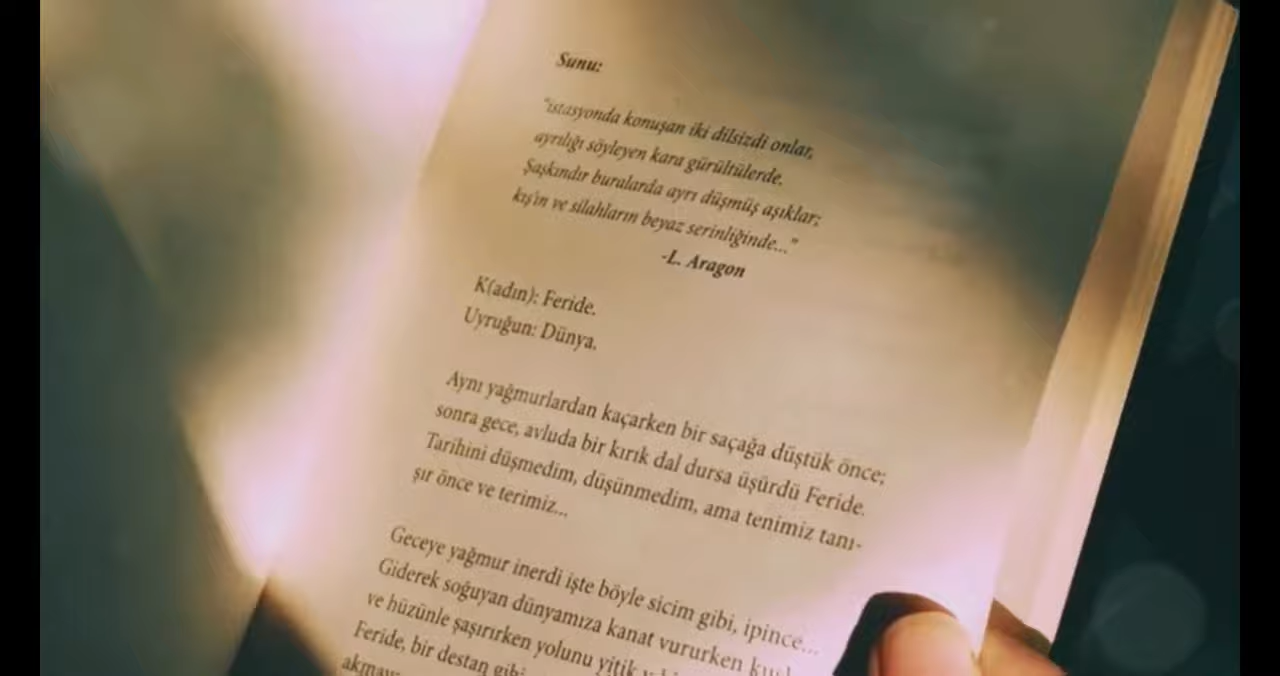 Sunu:
"istasyonda konuşan iki dilsizdi onlar,
ayrılığı söyleyen kara gürültülerde.
Şaşkındır buralarda ayrı düşmüş aşıklar;
kış'ın ve silahların beyaz serinliğinde..."
-L. Aragon
K(adın): Feride.
Uyruğun: Dünya.
Aynı yağmurlardan kaçarken bir saçağa düştük önce;
sonra gece, avluda bir kırık dal dursa üşürdü Feride.
Tarihini düşmedim, düşünmedim, ama tenimiz tanı-
şır önce ve terimiz...
Geceye yağmur inerdi işte böyle sicim gibi, ipince...
Giderek soğuyan dünyamıza kanat vururken
ve hüzünle şaşırırken yolunu yitik
Feride, bir destan gibi